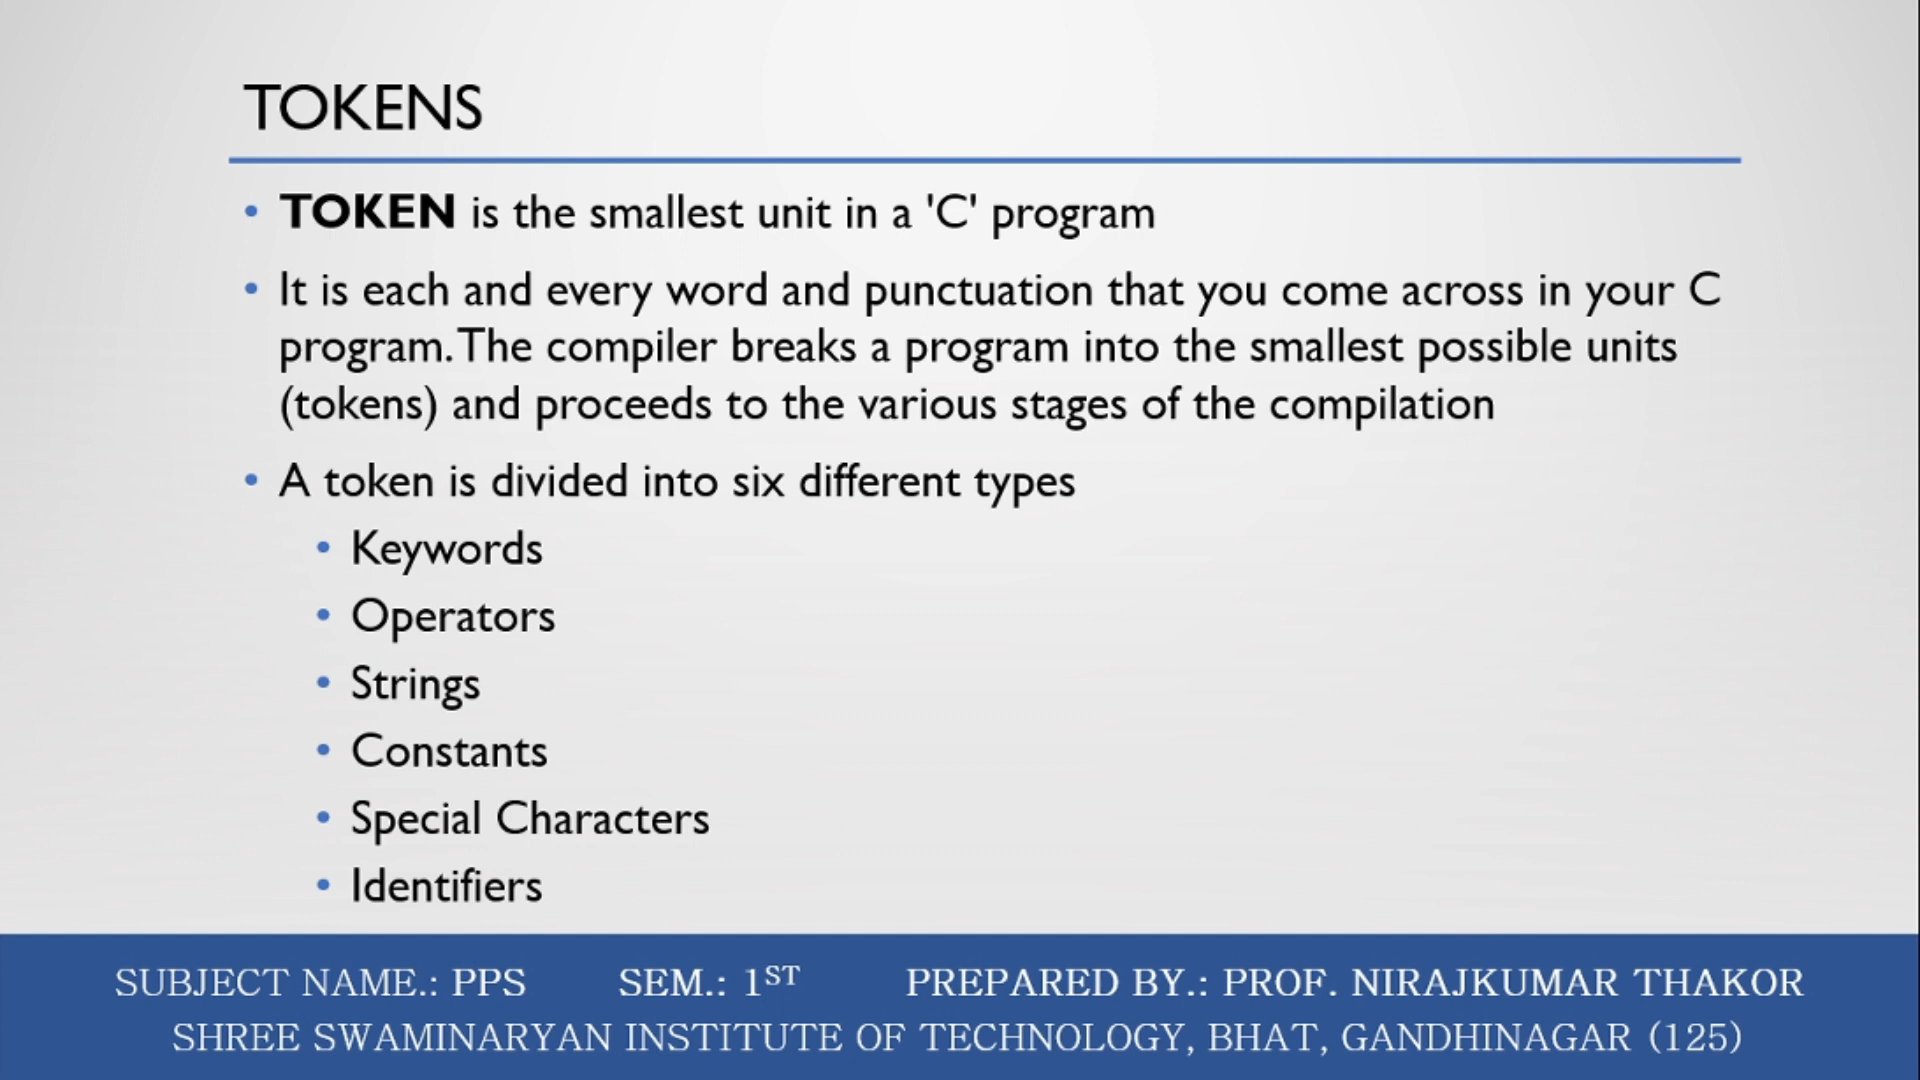 TOKENS
• TOKEN is the smallest unit in a 'C' program
• It is each and every word and punctuation that you come across in your C
program. The compiler breaks a program into the smallest possible units
(tokens) and proceeds to the various stages of the compilation
• A token is divided into six different types
• Keywords
• Operators
• Strings
• Constants
• Special Characters
• Identifiers
SUBJECT NAME.: PPS SEM.: 1ST PREPARED BY.: PROF. NIRAJKUMAR THAKOR
SHREE SWAMINARYAN INSTITUTE OF TECHNOLOGY, BHAT, GANDHINAGAR (125)